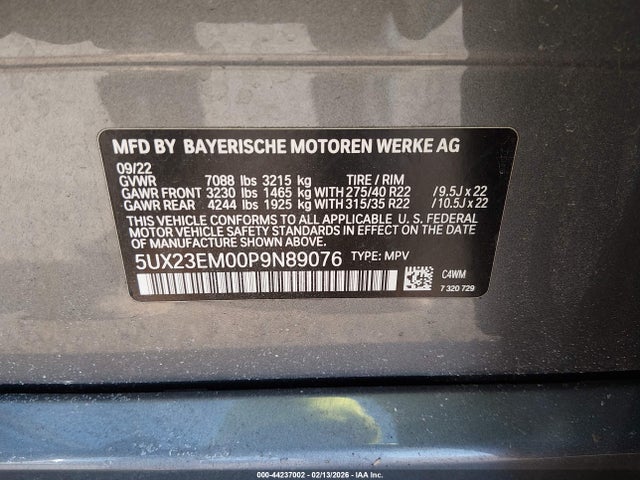 MFD BY BAYERISCHE MOTOREN WERKE AG
09/22
GVWR 7088 lbs 3215 kg TIRE / RIM
GAWR FRONT 3230 lbs 1465 kg WITH 275/40 R22 / 9.5J x 22
GAWR REAR 4244 lbs 1925 kg WITH 315/35 R22 / 10.5J x 22
THIS VEHICLE CONFORMS TO ALL APPLICABLE U. S. FEDERAL
MOTOR VEHICLE SAFETY STANDARDS IN EFFECT ON THE DATE
OF MANUFACTURE SHOWN ABOVE.
5UX23EM00P9N89076 TYPE: MPV
C4WM
7 320 729
000-44237002 - 02/13/2026 - IAAI.COM